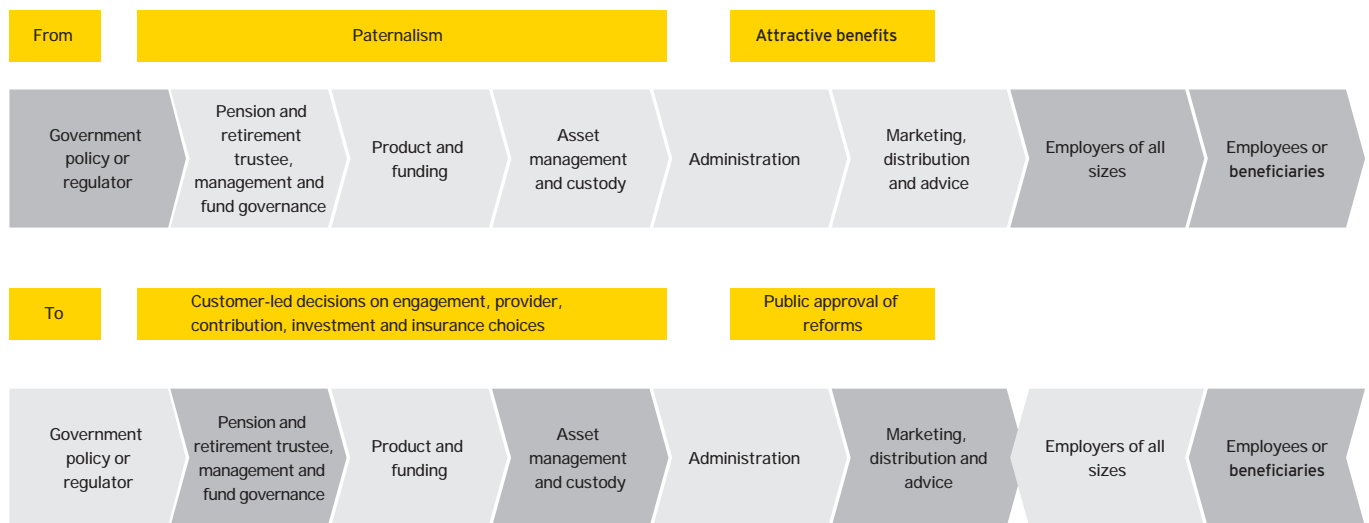 From
Paternalism
Attractive benefits
Government
policy or
regulator
Pension and
retirement
trustee,
management and
fund governance
Product and
funding
Asset
management
and custody
Administration
Marketing,
distribution
and advice
Employers of all
sizes
Employees or
beneficiaries
To
Customer-led decisions on engagement, provider,
contribution, investment and insurance choices
Public approval of
reforms
Government
policy or
regulator
Pension and
retirement trustee,
management and
fund governance
Product and
funding
Asset
management
and custody
Administration
Marketing,
distribution and
advice
Employers of all
sizes
Employees or
beneficiaries